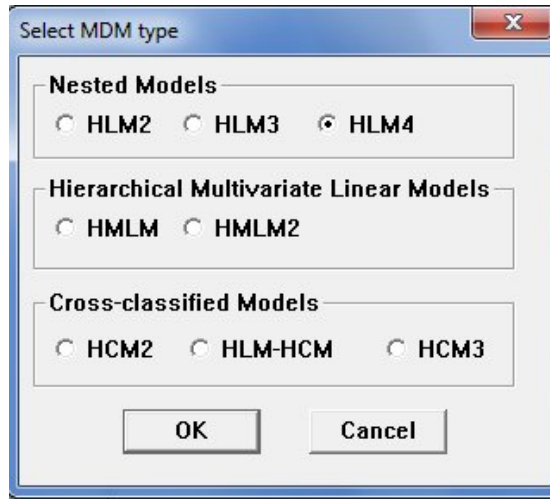 Select MDM type
Nested Models
HLM2 HLM3 HLM4
Hierarchical Multivariate Linear Models
HMLM HMLM2
Cross-classified Models
HCM2 HLM-HCM HCM3
OK Cancel